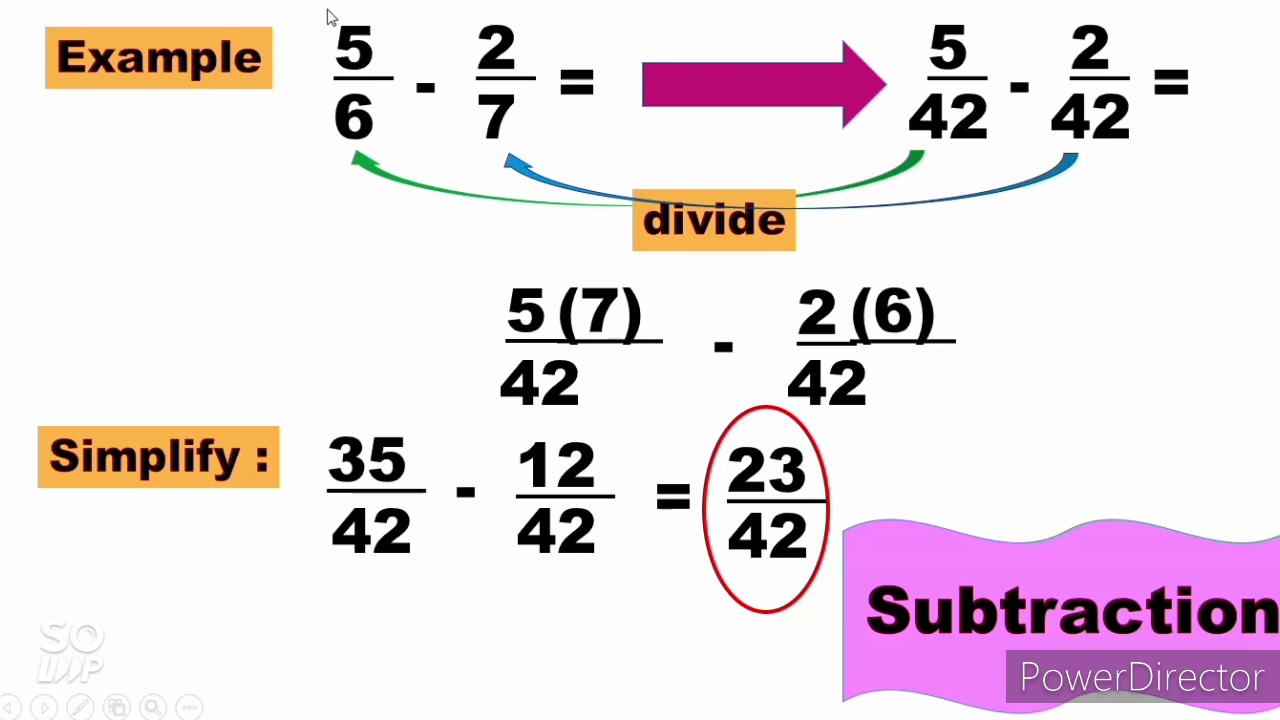 Example 5/6 - 2/7 = 5/42 - 2/42 =
divide
5(7)/42 - 2(6)/42
Simplify : 35/42 - 12/42 = 23/42
Subtraction
SO
PowerDirector